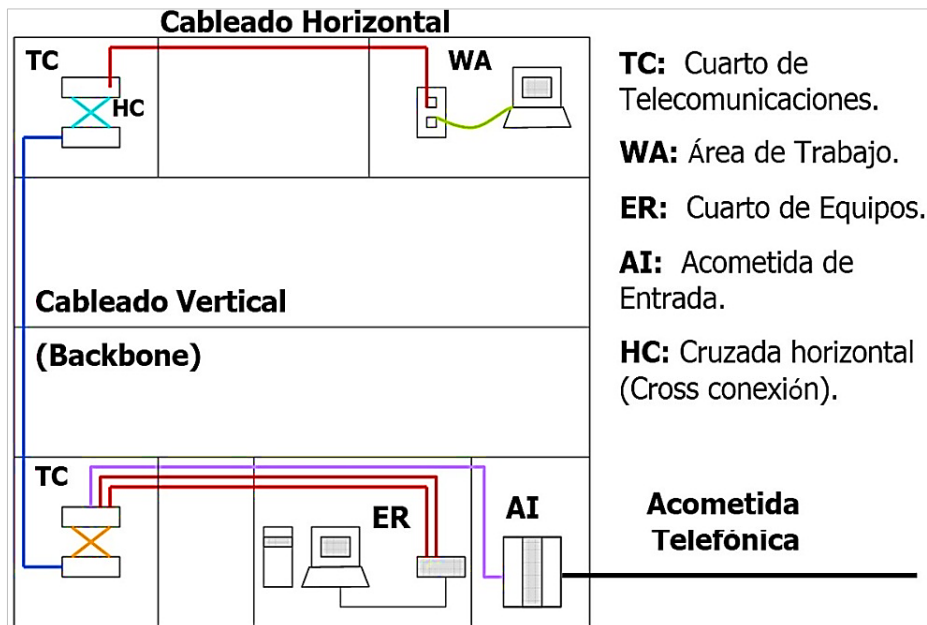 Cableado Horizontal
TC
HC
WA
Cableado Vertical
(Backbone)
TC
ER
AI
TC: Cuarto de
Telecomunicaciones.
WA: Área de Trabajo.
ER: Cuarto de Equipos.
AI: Acometida de
Entrada.
HC: Cruzada horizontal
(Cross conexión).
Acometida
Telefónica